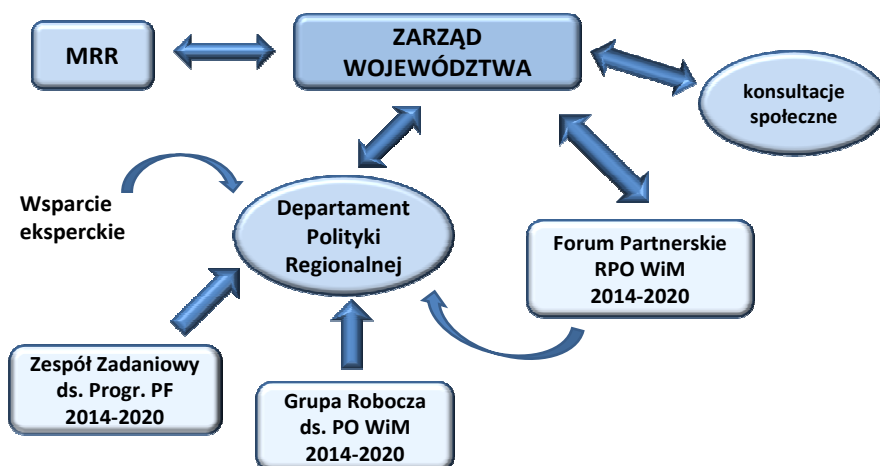 MRR
ZARZĄD
WOJEWÓDZTWA
konsultacje
społeczne
Wsparcie
eksperckie
Departament
Polityki
Regionalnej
Forum Partnerskie
RPO WiM
2014-2020
Zespół Zadaniowy
ds. Progr. PF
2014-2020
Grupa Robocza
ds. PO WiM
2014-2020